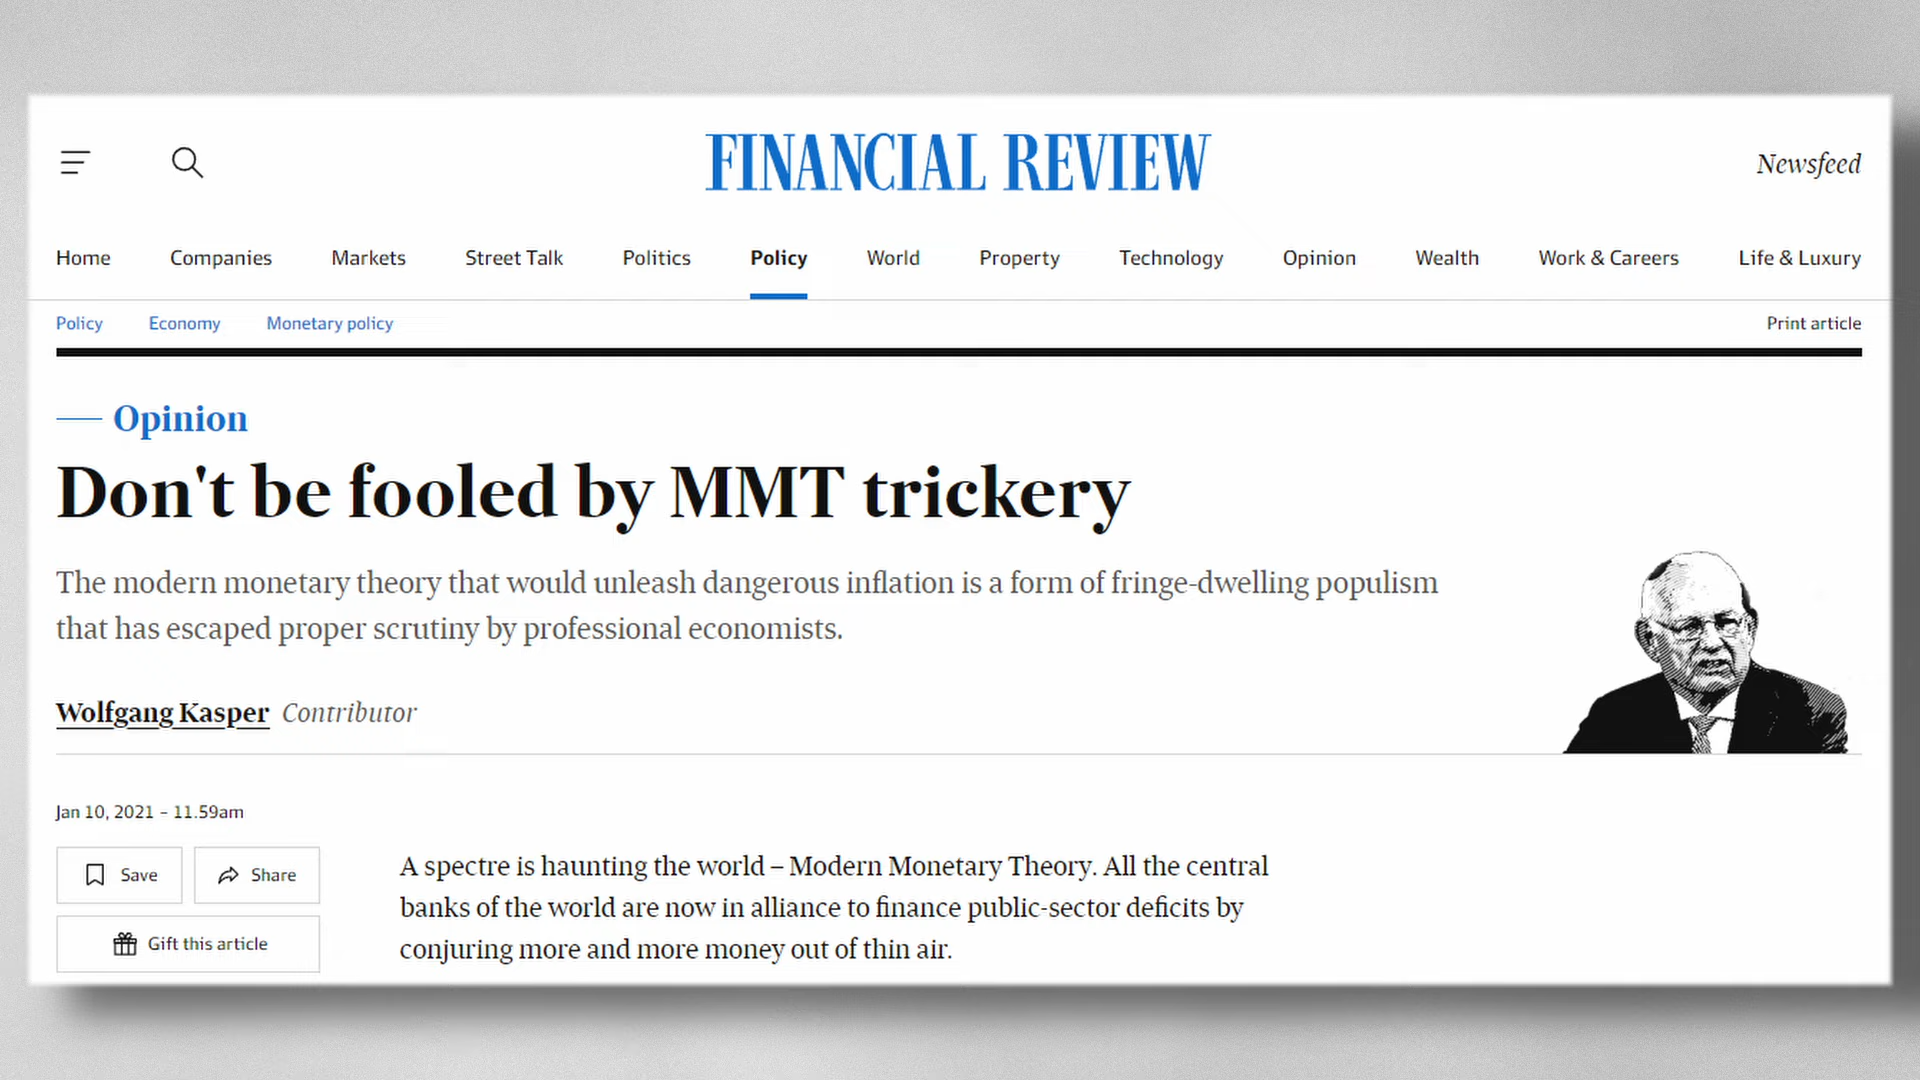 FINANCIAL REVIEW
Newsfeed
Home Companies Markets Street Talk Politics Policy World Property Technology Opinion Wealth Work & Careers Life & Luxury
Policy Economy Monetary policy Print article
Opinion
Don't be fooled by MMT trickery
The modern monetary theory that would unleash dangerous inflation is a form of fringe-dwelling populism
that has escaped proper scrutiny by professional economists.
Wolfgang Kasper Contributor
Jan 10, 2021 – 11.59am
Save Share
Gift this article
A spectre is haunting the world – Modern Monetary Theory. All the central
banks of the world are now in alliance to finance public-sector deficits by
conjuring more and more money out of thin air.